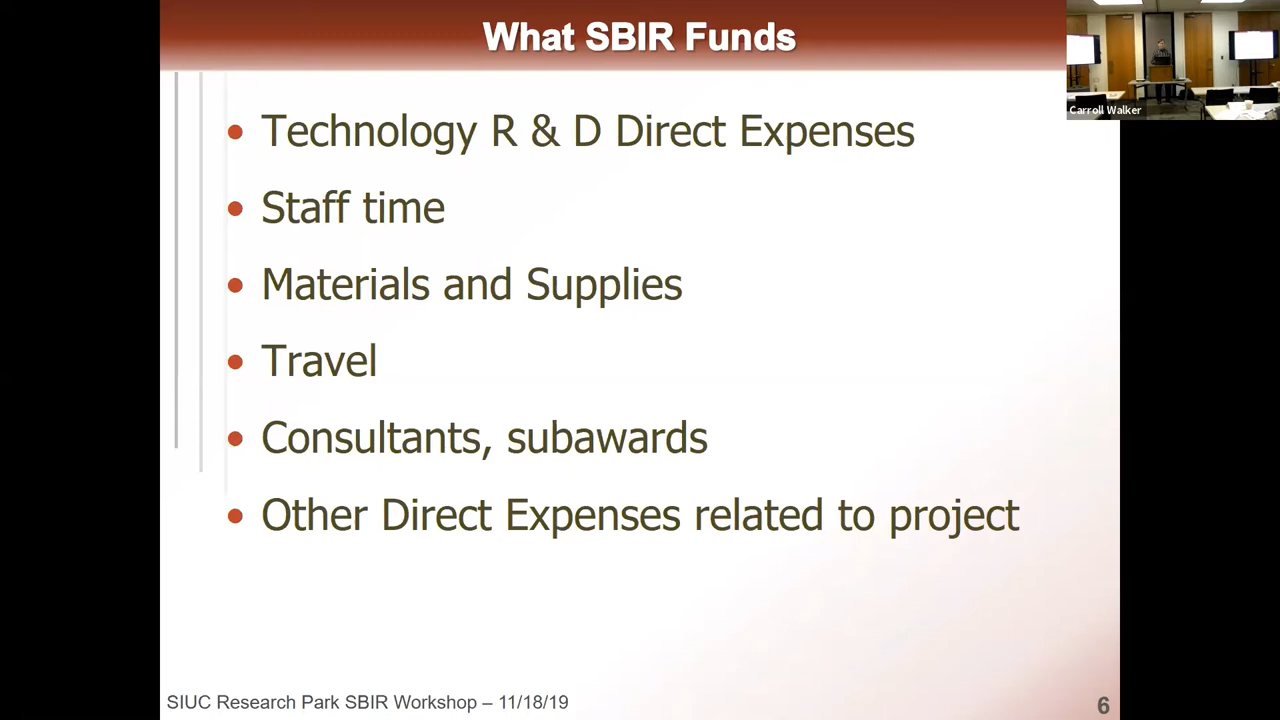 What SBIR Funds
Carroll Walker
• Technology R & D Direct Expenses
• Staff time
• Materials and Supplies
• Travel
• Consultants, subawards
• Other Direct Expenses related to project
SIUC Research Park SBIR Workshop – 11/18/19
6